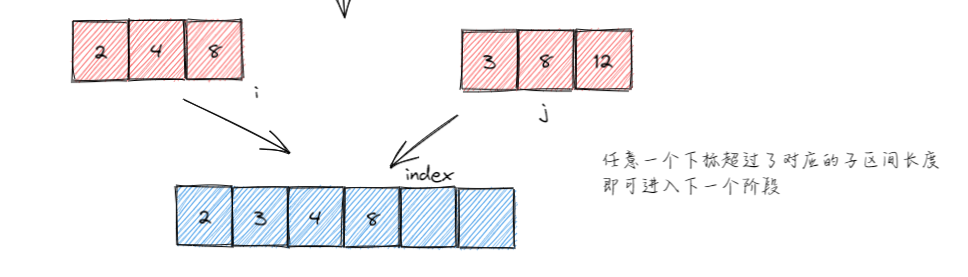 2 4 8
3 8 12
i
j
任意一个下标超过了对应的子区间长度
即可进入下一个阶段
index
2 3 4 8